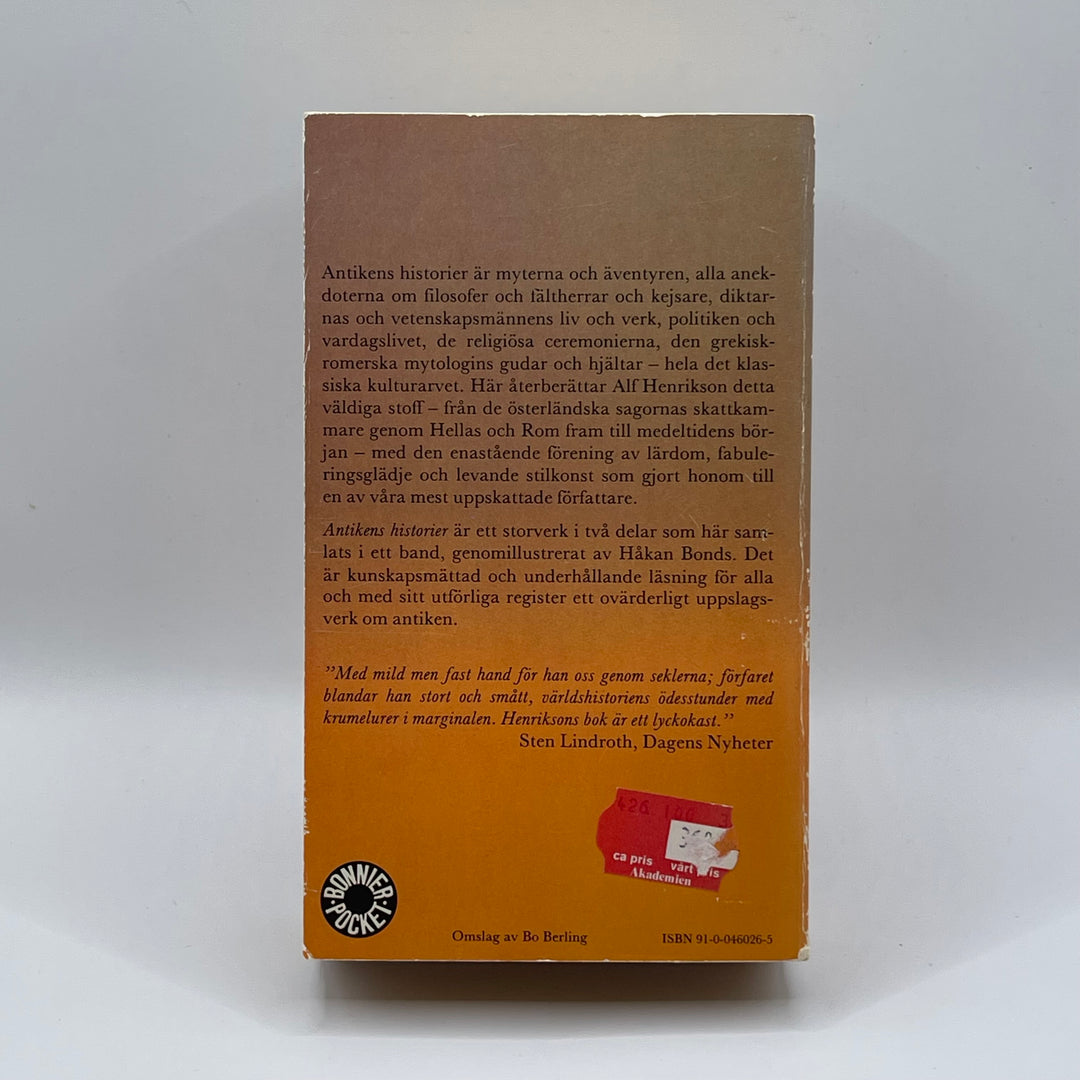 Antikens historier är myterna och äventyren, alla anek-
doterna om filosofer och fältherrar och kejsare, diktar-
nas och vetenskapsmännens liv och verk, politiken och
vardagslivet, de religiösa ceremonierna, den grekisk-
romerska mytologins gudar och hjältar – hela det klas-
siska kulturarvet. Här återberättar Alf Henrikson detta
väldiga stoff – från de österländska sagornas skattkam-
mare genom Hellas och Rom fram till medeltidens bör-
jan – med den enastående förening av lärdom, fabule-
ringsglädje och levande stilkonst som gjort honom till
en av våra mest uppskattade författare.
Antikens historier är ett storverk i två delar som här sam-
lats i ett band, genomillustrerat av Håkan Bonds. Det
är kunskapsmättad och underhållande läsning för alla
och med sitt utförliga register ett ovärderligt uppslags-
verk om antiken.
”Med mild men fast hand för han oss genom seklerna; förfaret
blandar han stort och smått, världshistoriens ödesstunder med
krumelurer i marginalen. Henriksons bok är ett lyckokast.”
Sten Lindroth, Dagens Nyheter
426
ca pris vårt
Akademien
BONNIER
POCKET
Omslag av Bo Berling
ISBN 91-0-046026-5